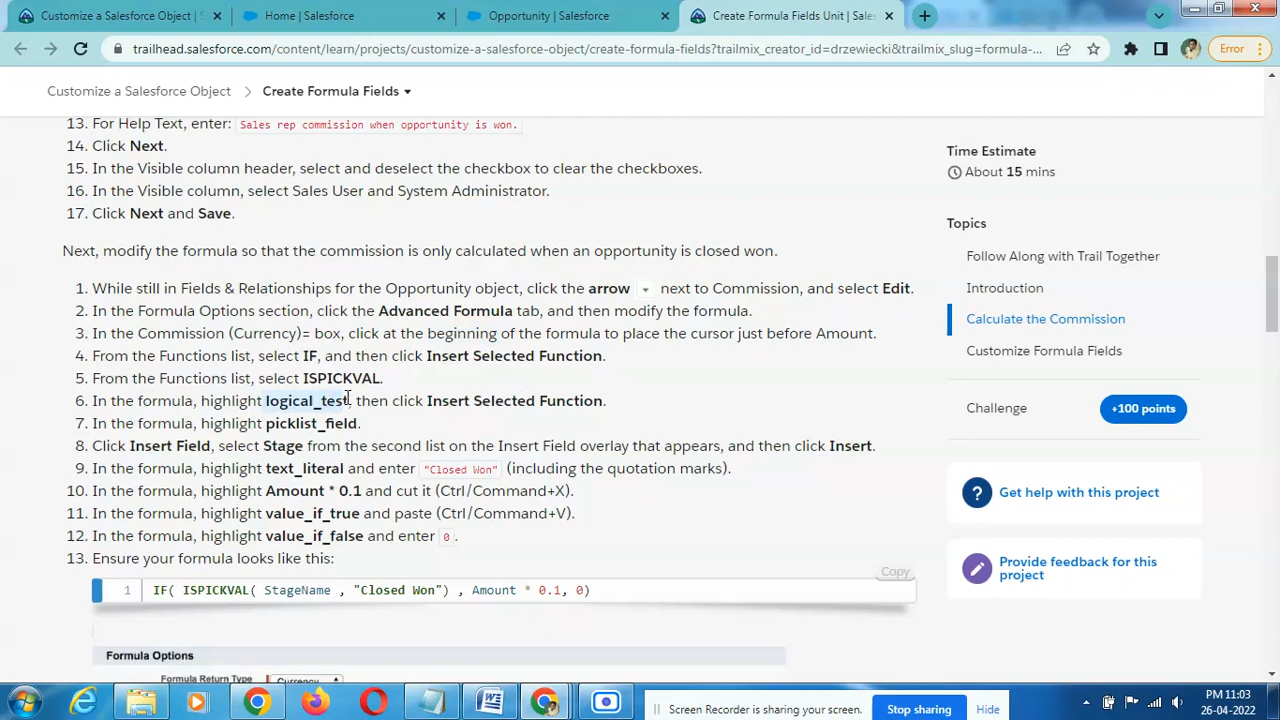 Customize a Salesforce Object |
Home | Salesforce
Opportunity | Salesforce
Create Formula Fields Unit | Sales
trailhead.salesforce.com/content/learn/projects/customize-a-salesforce-object/create-formula-fields?trailmix_creator_id=drzewiecki&trailmix_slug=formula-...
Error
Customize a Salesforce Object > Create Formula Fields
13. For Help Text, enter: Sales rep commission when opportunity is won.
14. Click Next.
15. In the Visible column header, select and deselect the checkbox to clear the checkboxes.
16. In the Visible column, select Sales User and System Administrator.
17. Click Next and Save.
Next, modify the formula so that the commission is only calculated when an opportunity is closed won.
1. While still in Fields & Relationships for the Opportunity object, click the arrow next to Commission, and select Edit.
2. In the Formula Options section, click the Advanced Formula tab, and then modify the formula.
3. In the Commission (Currency)= box, click at the beginning of the formula to place the cursor just before Amount.
4. From the Functions list, select IF, and then click Insert Selected Function.
5. From the Functions list, select ISPICKVAL.
6. In the formula, highlight logical_test, then click Insert Selected Function.
7. In the formula, highlight picklist_field.
8. Click Insert Field, select Stage from the second list on the Insert Field overlay that appears, and then click Insert.
9. In the formula, highlight text_literal and enter "Closed Won" (including the quotation marks).
10. In the formula, highlight Amount * 0.1 and cut it (Ctrl/Command+X).
11. In the formula, highlight value_if_true and paste (Ctrl/Command+V).
12. In the formula, highlight value_if_false and enter 0.
13. Ensure your formula looks like this:
Copy
1 IF( ISPICKVAL( StageName , "Closed Won") , Amount * 0.1, 0)
Formula Options
Formula Return Type Currency
Time Estimate
About 15 mins
Topics
Follow Along with Trail Together
Introduction
Calculate the Commission
Customize Formula Fields
Challenge +100 points
Get help with this project
Provide feedback for this
project
Screen Recorder is sharing your screen. Stop sharing Hide
PM 11:03
26-04-2022